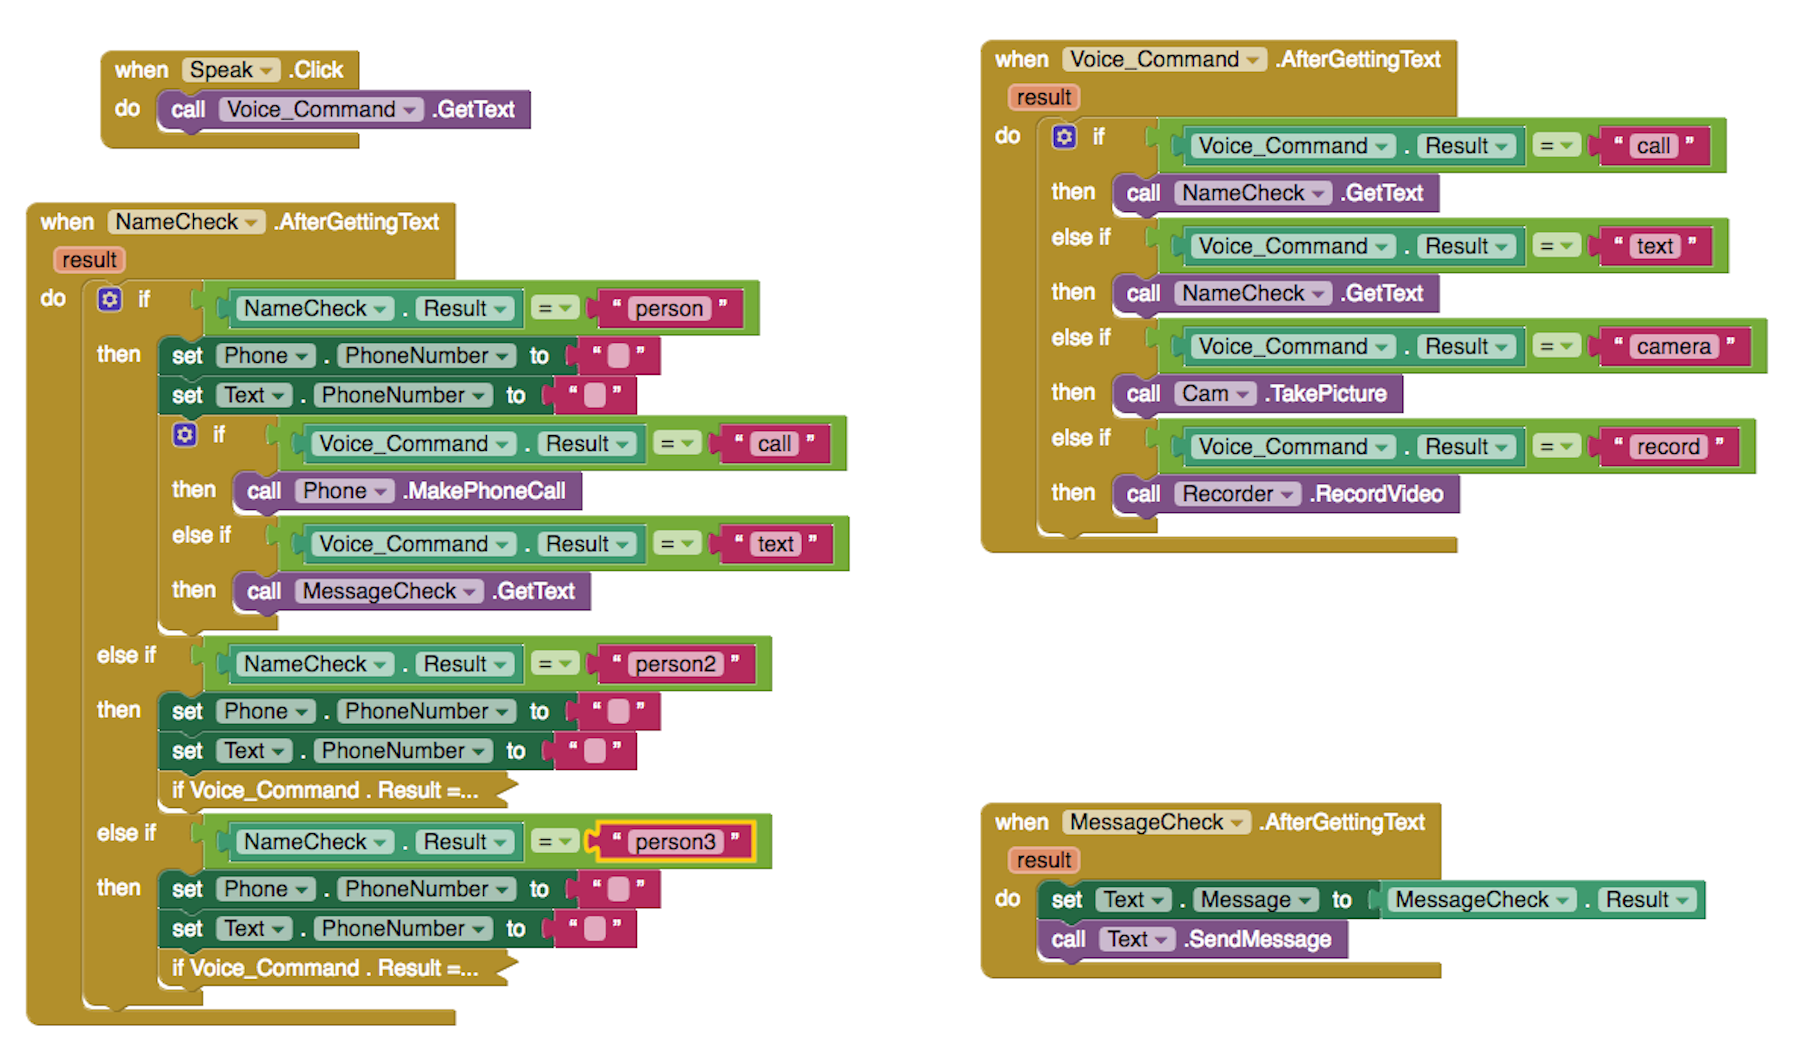 when Speak .Click
do call Voice_Command .GetText
when NameCheck .AfterGettingText
result
do if NameCheck . Result = “ person ”
then set Phone . PhoneNumber to “ ”
set Text . PhoneNumber to “ ”
if Voice_Command . Result = “ call ”
then call Phone .MakePhoneCall
else if Voice_Command . Result = “ text ”
then call MessageCheck .GetText
else if NameCheck . Result = “ person2 ”
then set Phone . PhoneNumber to “ ”
set Text . PhoneNumber to “ ”
if Voice_Command . Result =...
else if NameCheck . Result = “ person3 ”
then set Phone . PhoneNumber to “ ”
set Text . PhoneNumber to “ ”
if Voice_Command . Result =...
when Voice_Command .AfterGettingText
result
do if Voice_Command . Result = “ call ”
then call NameCheck .GetText
else if Voice_Command . Result = “ text ”
then call NameCheck .GetText
else if Voice_Command . Result = “ camera ”
then call Cam .TakePicture
else if Voice_Command . Result = “ record ”
then call Recorder .RecordVideo
when MessageCheck .AfterGettingText
result
do set Text . Message to MessageCheck . Result
call Text .SendMessage